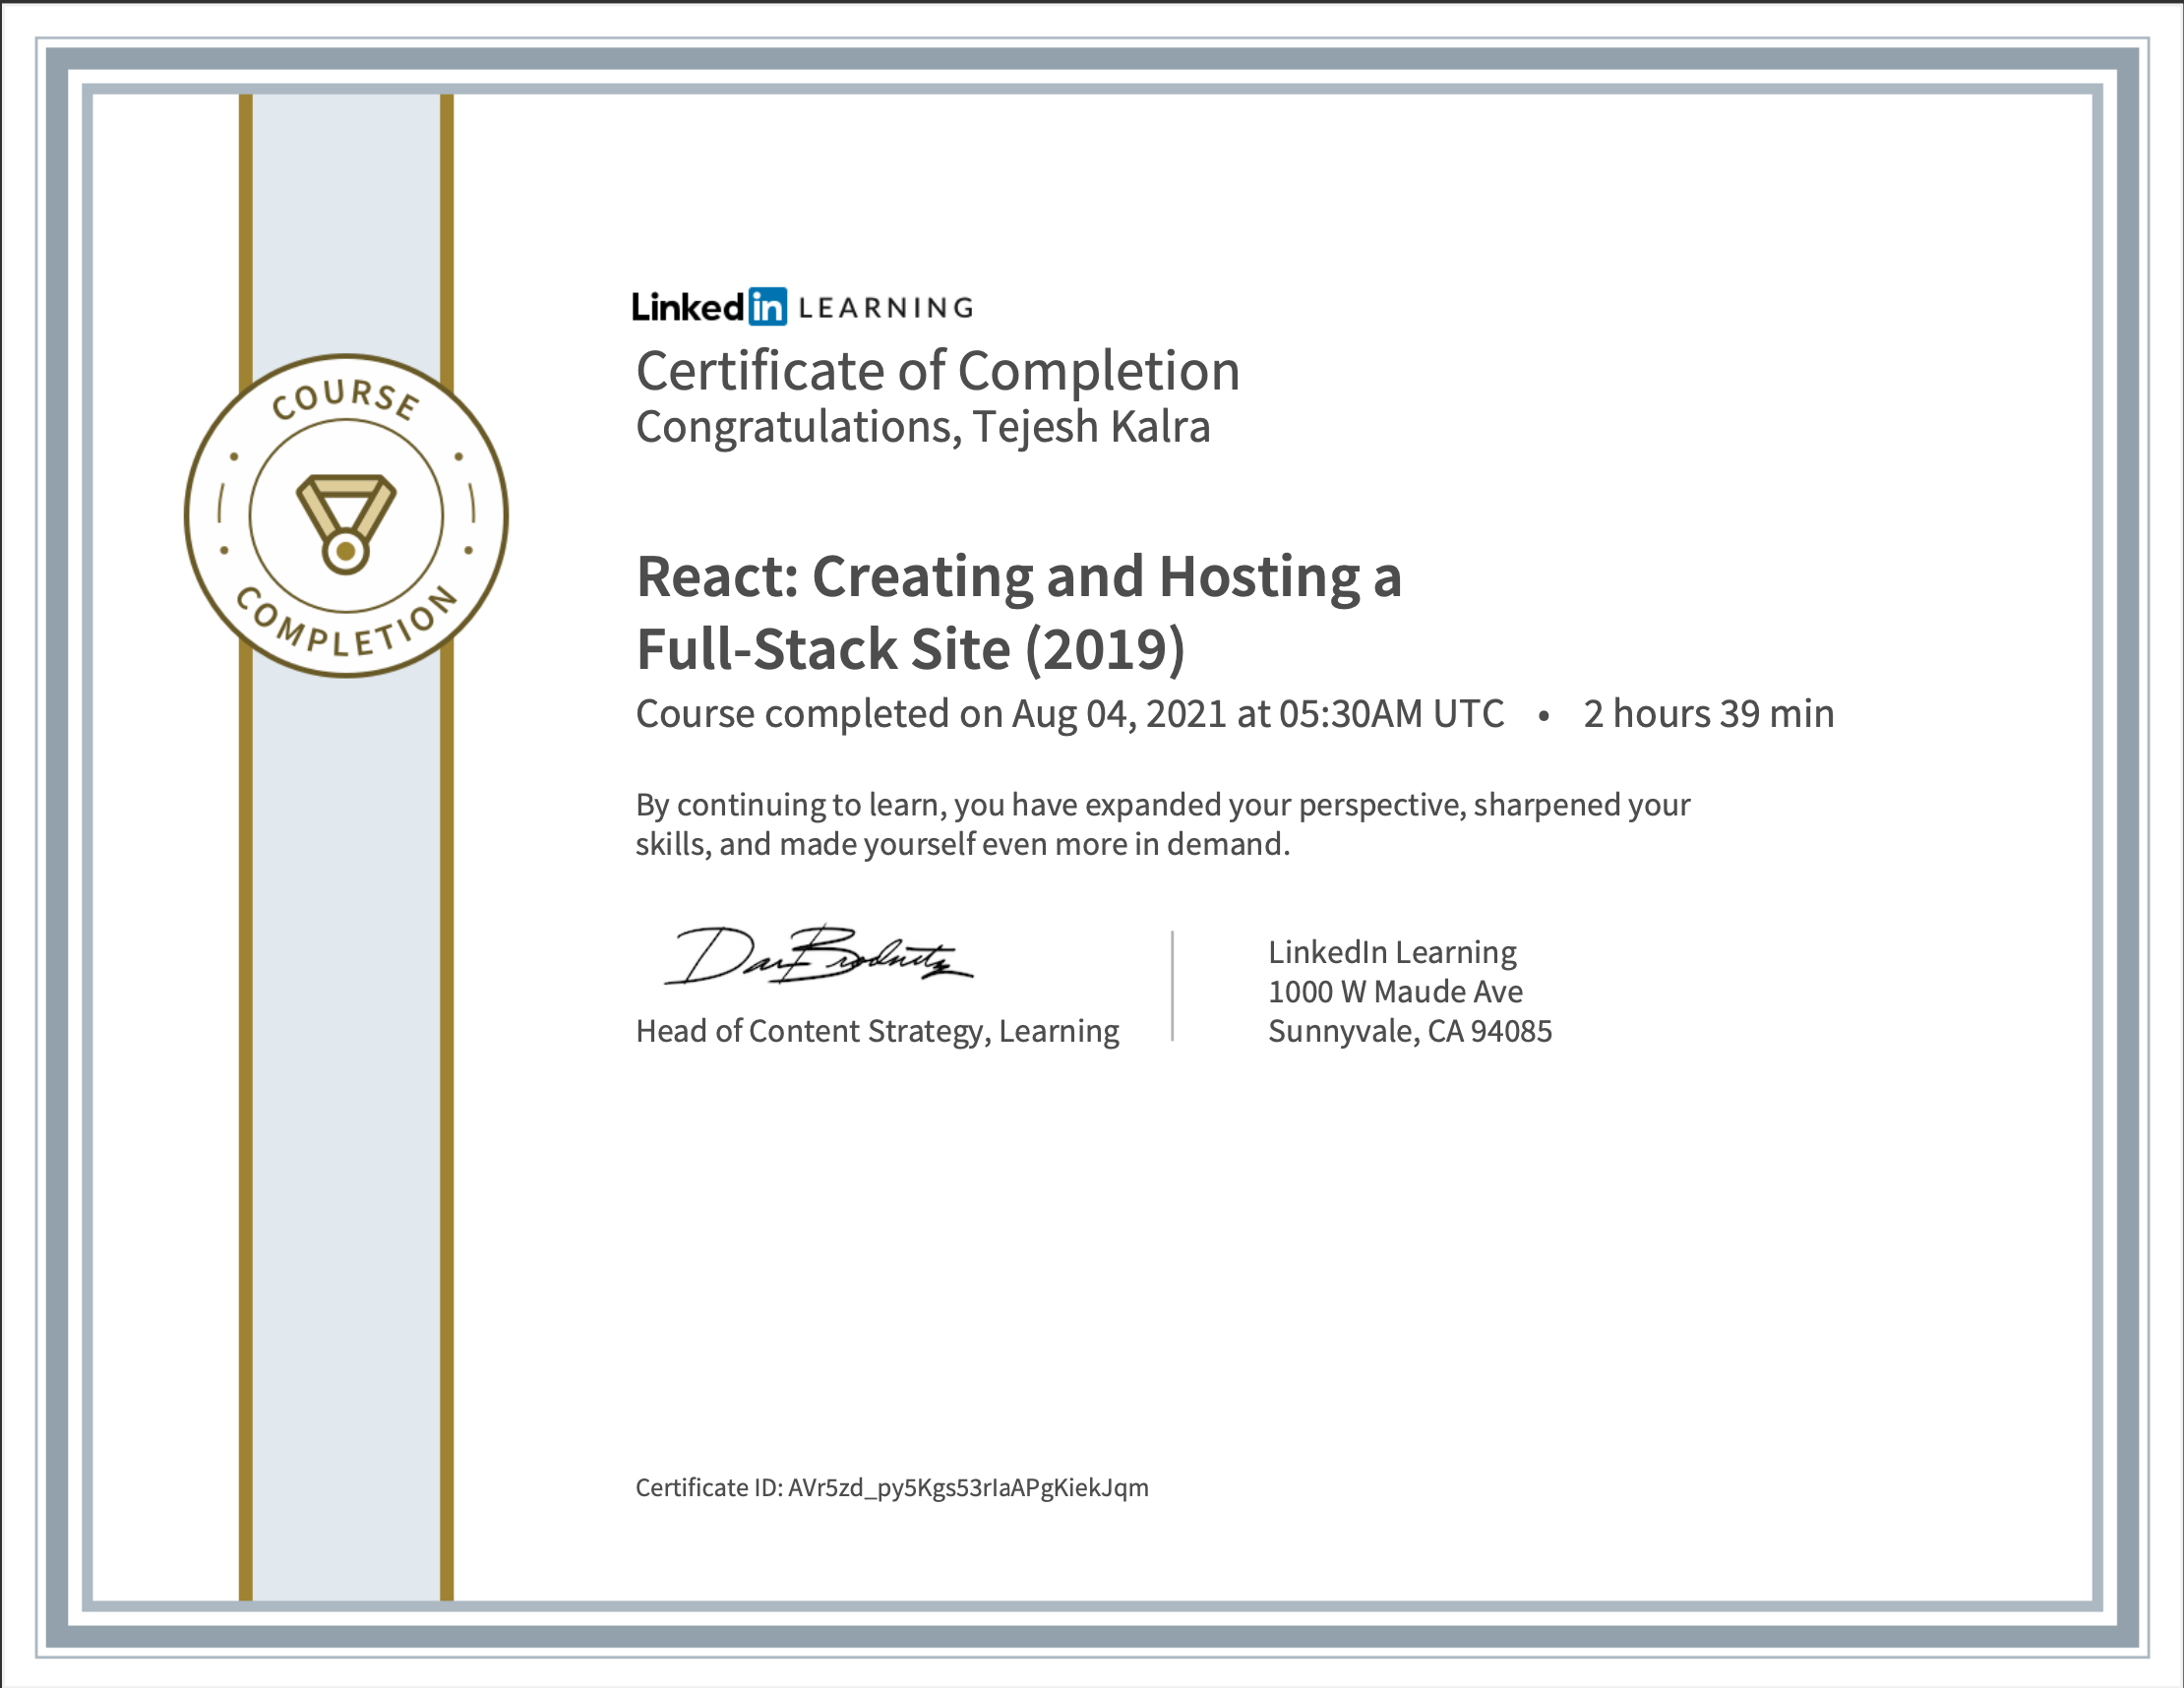 COURSE
COMPLETION
Linked in LEARNING
Certificate of Completion
Congratulations, Tejesh Kalra
React: Creating and Hosting a
Full-Stack Site (2019)
Course completed on Aug 04, 2021 at 05:30AM UTC • 2 hours 39 min
By continuing to learn, you have expanded your perspective, sharpened your
skills, and made yourself even more in demand.
Head of Content Strategy, Learning
LinkedIn Learning
1000 W Maude Ave
Sunnyvale, CA 94085
Certificate ID: AVr5zd_py5Kgs53rIaAPgKiekJqm